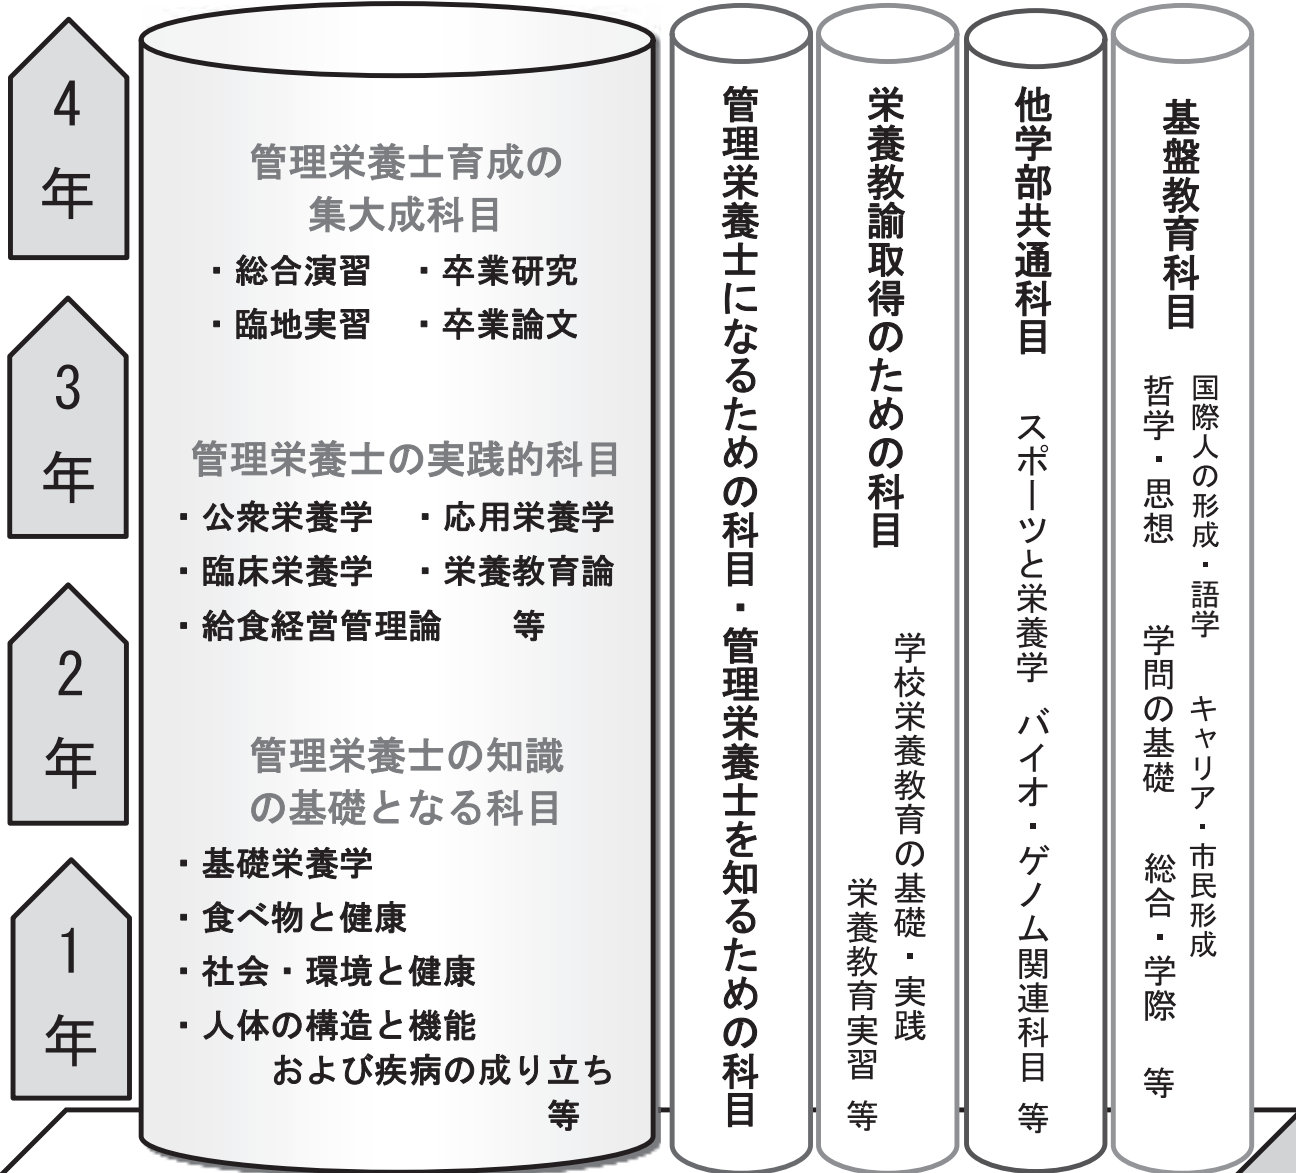 4
年
3
年
2
年
1
年
管理栄養士育成の
集大成科目
・総合演習　・卒業研究
・臨地実習　・卒業論文
管理栄養士の実践的科目
・公衆栄養学　・応用栄養学
・臨床栄養学　・栄養教育論
・給食経営管理論　等
管理栄養士の知識
の基礎となる科目
・基礎栄養学
・食べ物と健康
・社会・環境と健康
・人体の構造と機能
および疾病の成り立ち
等
管理栄養士になるための科目・管理栄養士を知るための科目
栄養教諭取得のための科目
学校栄養教育の基礎・実践
栄養教育実習　等
他学部共通科目　スポーツと栄養学　バイオ・ゲノム関連科目　等
基盤教育科目
国際人の形成・語学　キャリア・市民形成
哲学・思想　学問の基礎　総合・学際　等